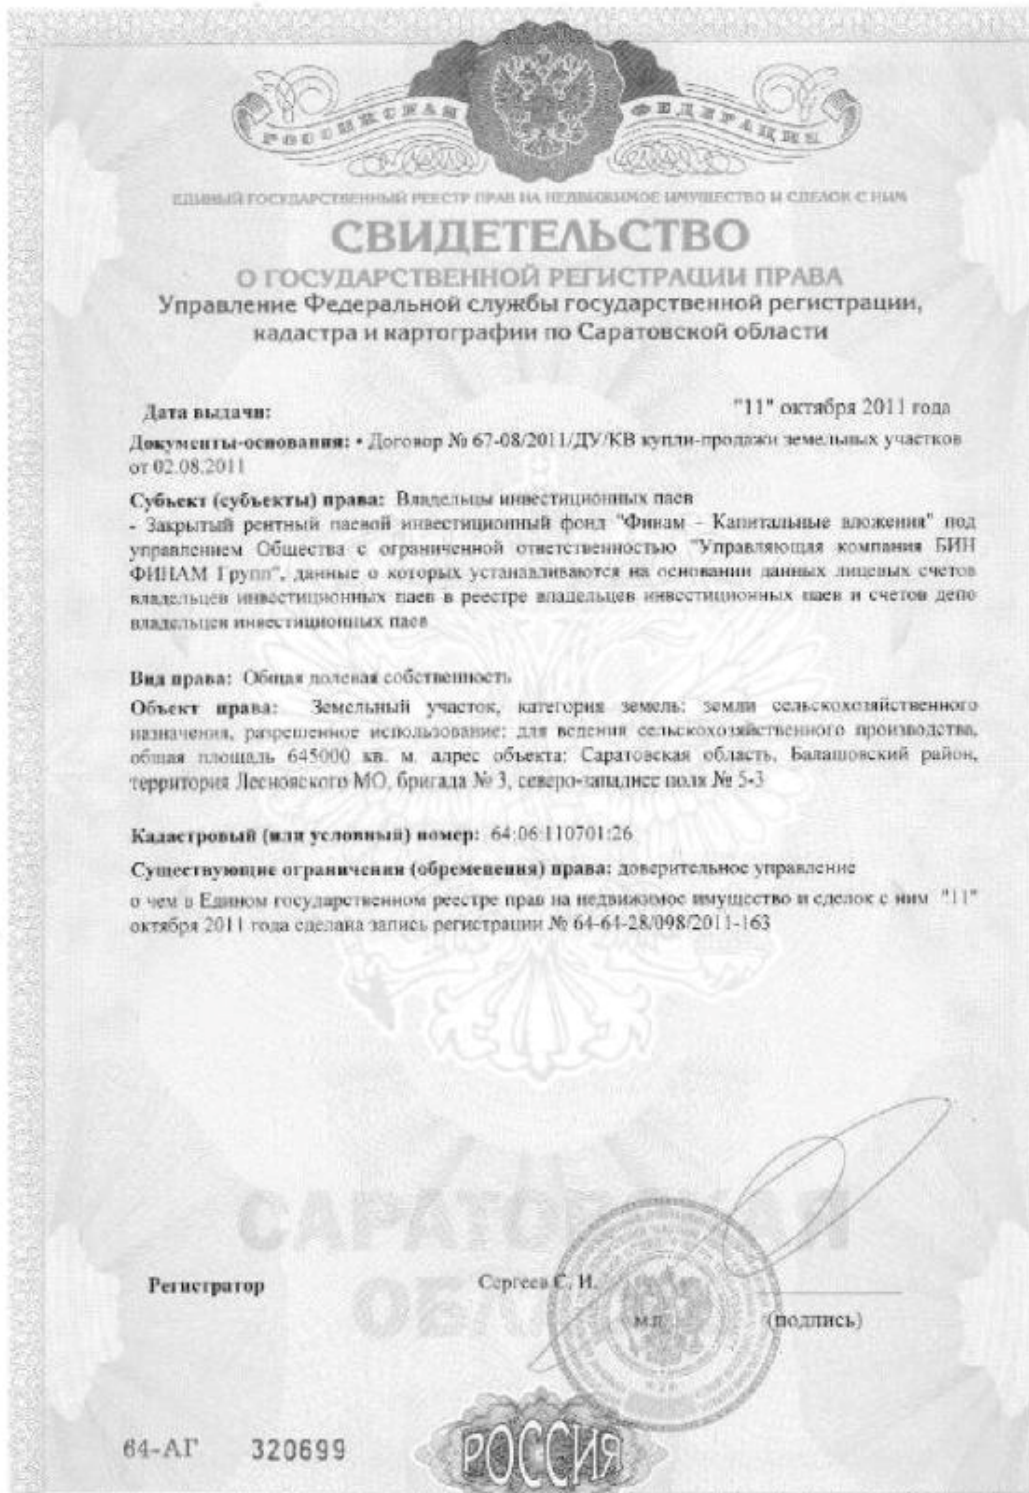 РОССИЙСКАЯ ФЕДЕРАЦИЯ
ЕДИНЫЙ ГОСУДАРСТВЕННЫЙ РЕЕСТР ПРАВ НА НЕДВИЖИМОЕ ИМУЩЕСТВО И СДЕЛОК С НИМ
СВИДЕТЕЛЬСТВО
О ГОСУДАРСТВЕННОЙ РЕГИСТРАЦИИ ПРАВА
Управление Федеральной службы государственной регистрации,
кадастра и картографии по Саратовской области
Дата выдачи: "11" октября 2011 года
Документы-основания: • Договор № 67-08/2011/ДУ/КВ купли-продажи земельных участков
от 02.08.2011
Субъект (субъекты) права: Владельцы инвестиционных паев
- Закрытый рентный паевой инвестиционный фонд "Финам - Капитальные вложения" под
управлением Общества с ограниченной ответственностью "Управляющая компания БИН
ФИНАМ Групп", данные о которых устанавливаются на основании данных лицевых счетов
владельцев инвестиционных паев в реестре владельцев инвестиционных паев и счетов депо
владельцев инвестиционных паев
Вид права: Общая долевая собственность
Объект права: Земельный участок, категория земель: земли сельскохозяйственного
назначения, разрешенное использование: для ведения сельскохозяйственного производства,
общая площадь 645000 кв. м, адрес объекта: Саратовская область, Балашовский район,
территория Лесновского МО, бригада № 3, северо-западнее поля № 5-3
Кадастровый (или условный) номер: 64:06:110701:26
Существующие ограничения (обременения) права: доверительное управление
о чем в Едином государственном реестре прав на недвижимое имущество и сделок с ним "11"
октября 2011 года сделана запись регистрации № 64-64-28/098/2011-163
САРАТОВСКАЯ
Регистратор Сергеев С. И.
м.п. (подпись)
64-АГ 320699
РОССИЯ